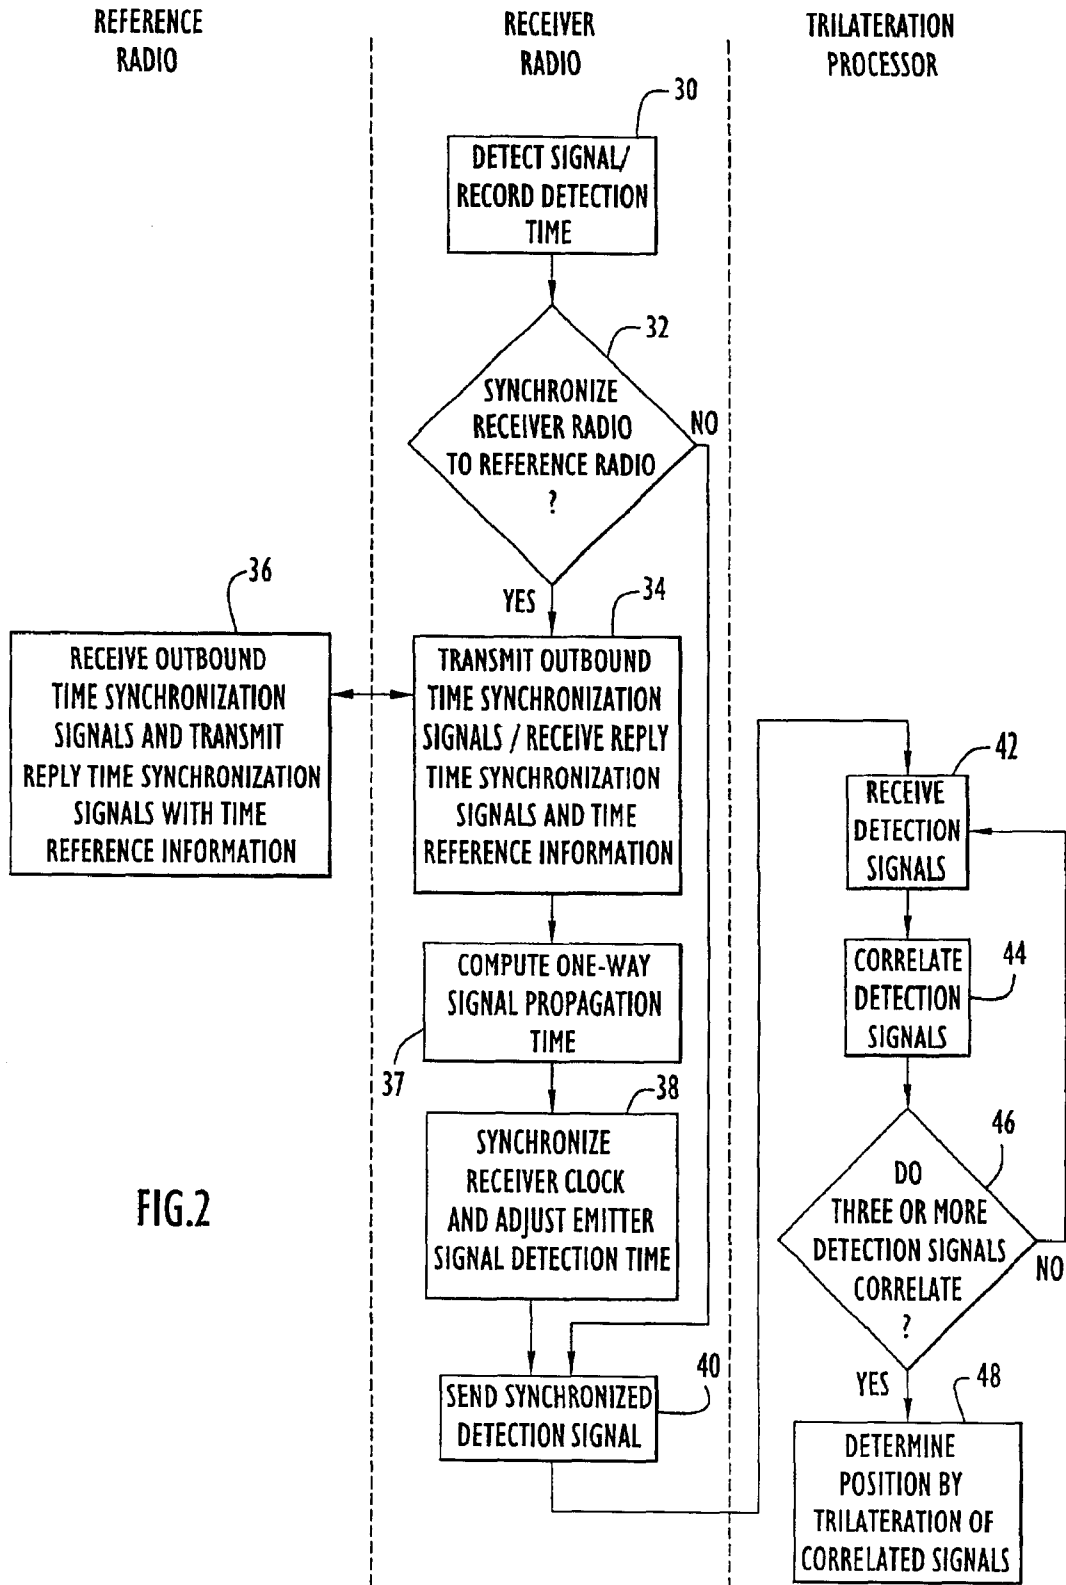 REFERENCE
RADIO
RECEIVER
RADIO
TRILATERATION
PROCESSOR
30
DETECT SIGNAL/
RECORD DETECTION
TIME
32
SYNCHRONIZE
RECEIVER RADIO
TO REFERENCE RADIO
?
NO
YES
36
RECEIVE OUTBOUND
TIME SYNCHRONIZATION
SIGNALS AND TRANSMIT
REPLY TIME SYNCHRONIZATION
SIGNALS WITH TIME
REFERENCE INFORMATION
34
TRANSMIT OUTBOUND
TIME SYNCHRONIZATION
SIGNALS / RECEIVE REPLY
TIME SYNCHRONIZATION
SIGNALS AND TIME
REFERENCE INFORMATION
COMPUTE ONE-WAY
SIGNAL PROPAGATION
TIME
37
38
SYNCHRONIZE
RECEIVER CLOCK
AND ADJUST EMITTER
SIGNAL DETECTION TIME
40
SEND SYNCHRONIZED
DETECTION SIGNAL
42
RECEIVE
DETECTION
SIGNALS
44
CORRELATE
DETECTION
SIGNALS
46
DO
THREE OR MORE
DETECTION SIGNALS
CORRELATE
?
NO
YES
48
DETERMINE
POSITION BY
TRILATERATION OF
CORRELATED SIGNALS
FIG.2